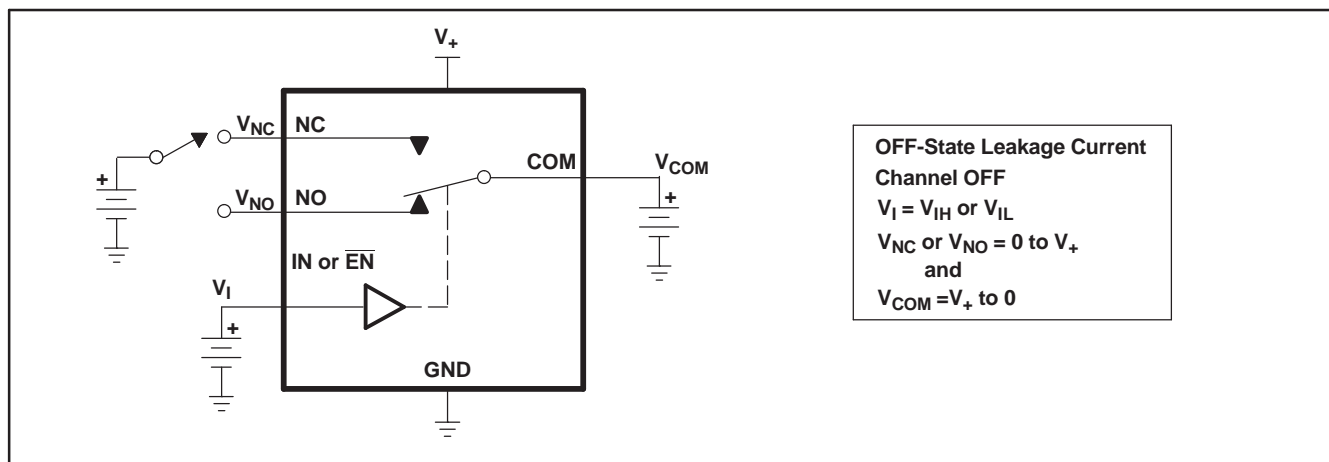 V+
VNC NC
COM VCOM
+
VNO NO
+
IN or EN
VI
+
GND
OFF-State Leakage Current
Channel OFF
VI = VIH or VIL
VNC or VNO = 0 to V+
and
VCOM =V+ to 0